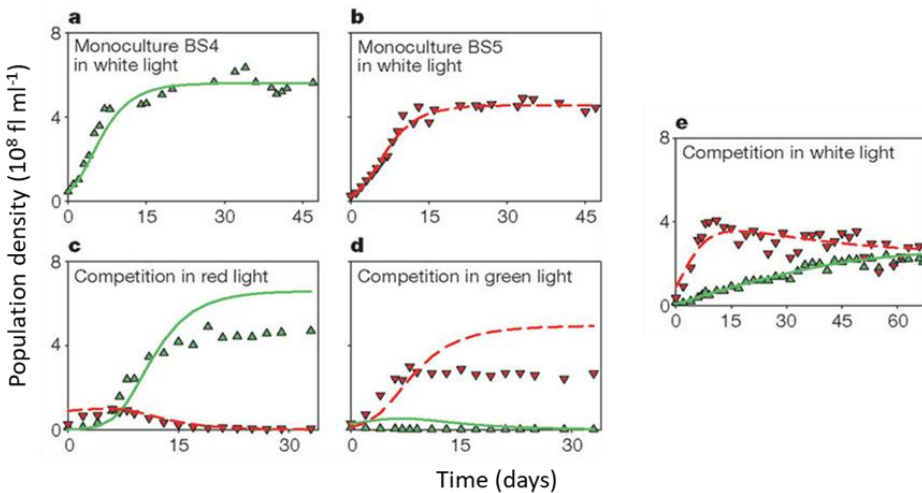 Population density (10⁸ fl ml⁻¹)
a
Monoculture BS4
in white light
8
4
0
0 15 30 45
b
Monoculture BS5
in white light
0 15 30 45
c
Competition in red light
8
4
0
0 15 30
d
Competition in green light
0 15 30
e
Competition in white light
8
4
0
0 15 30 45 60
Time (days)